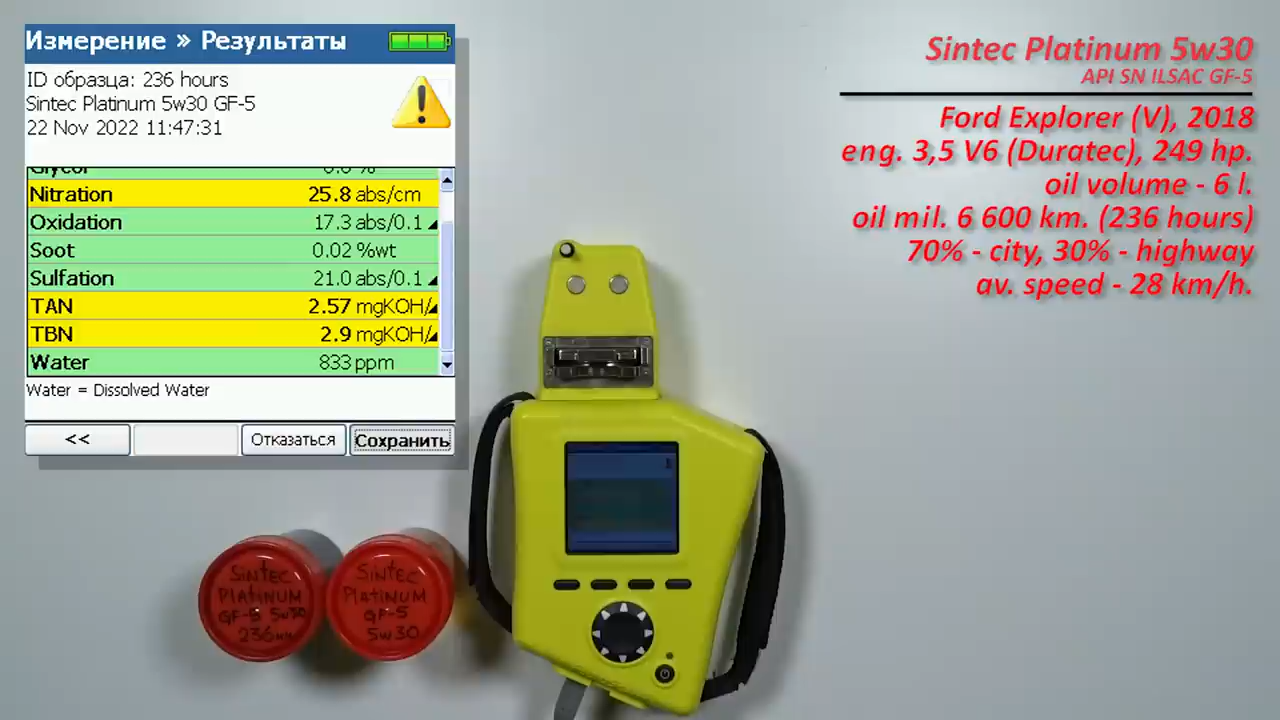 Измерение » Результаты
ID образца: 236 hours
Sintec Platinum 5w30 GF-5
22 Nov 2022 11:47:31
Glycol 0.0 %
Nitration 25.8 abs/cm
Oxidation 17.3 abs/0.1
Soot 0.02 %wt
Sulfation 21.0 abs/0.1
TAN 2.57 mgKOH/
TBN 2.9 mgKOH/
Water 833 ppm
Water = Dissolved Water
<< Отказаться Сохранить
Sintec Platinum 5w30
API SN ILSAC GF-5
Ford Explorer (V), 2018
eng. 3,5 V6 (Duratec), 249 hp.
oil volume - 6 l.
oil mil. 6 600 km. (236 hours)
70% - city, 30% - highway
av. speed - 28 km/h.
Sintec
PLATINUM
GF-5 5w30
Sintec
PLATINUM
GF-5
5w30